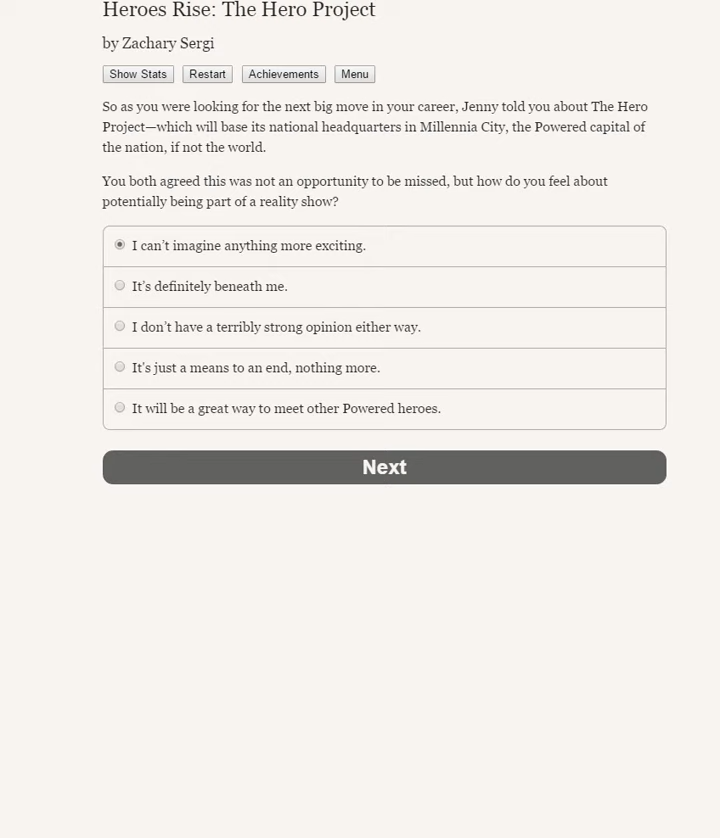 Heroes Rise: The Hero Project
by Zachary Sergi
Show Stats Restart Achievements Menu
So as you were looking for the next big move in your career, Jenny told you about The Hero
Project—which will base its national headquarters in Millennia City, the Powered capital of
the nation, if not the world.
You both agreed this was not an opportunity to be missed, but how do you feel about
potentially being part of a reality show?
I can’t imagine anything more exciting.
It’s definitely beneath me.
I don’t have a terribly strong opinion either way.
It's just a means to an end, nothing more.
It will be a great way to meet other Powered heroes.
Next